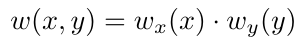 w(x, y) = w_x(x) · w_y(y)